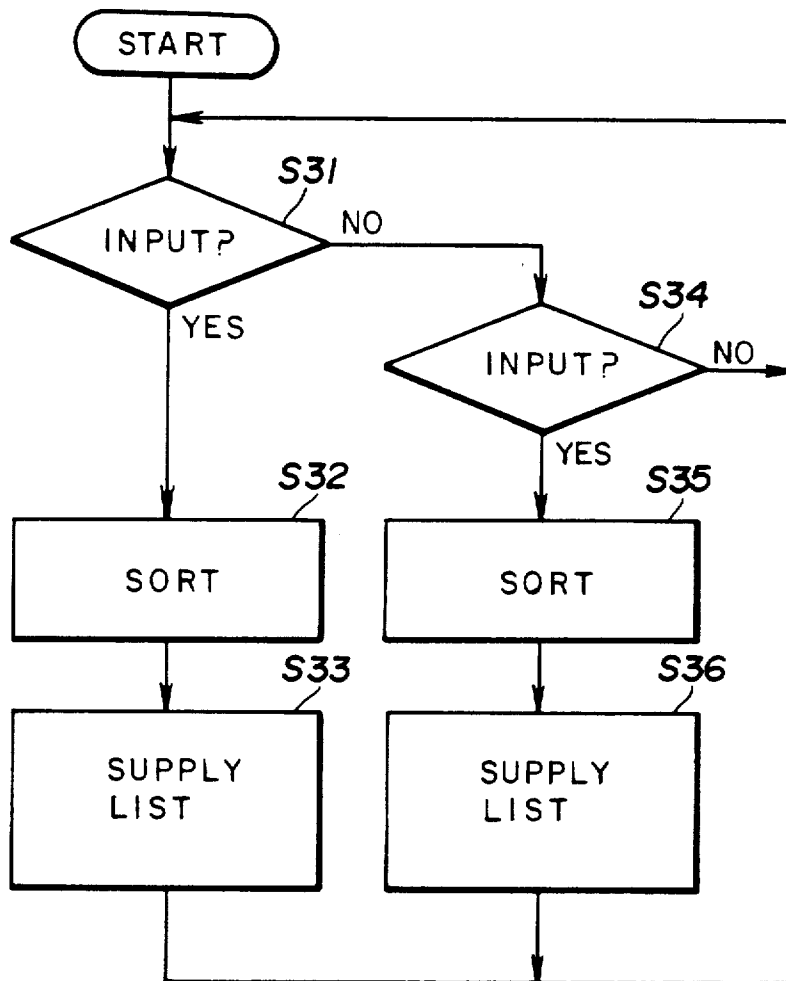 START
S31
INPUT?
NO
YES
S34
INPUT?
NO
YES
S32
SORT
S35
SORT
S33
SUPPLY
LIST
S36
SUPPLY
LIST